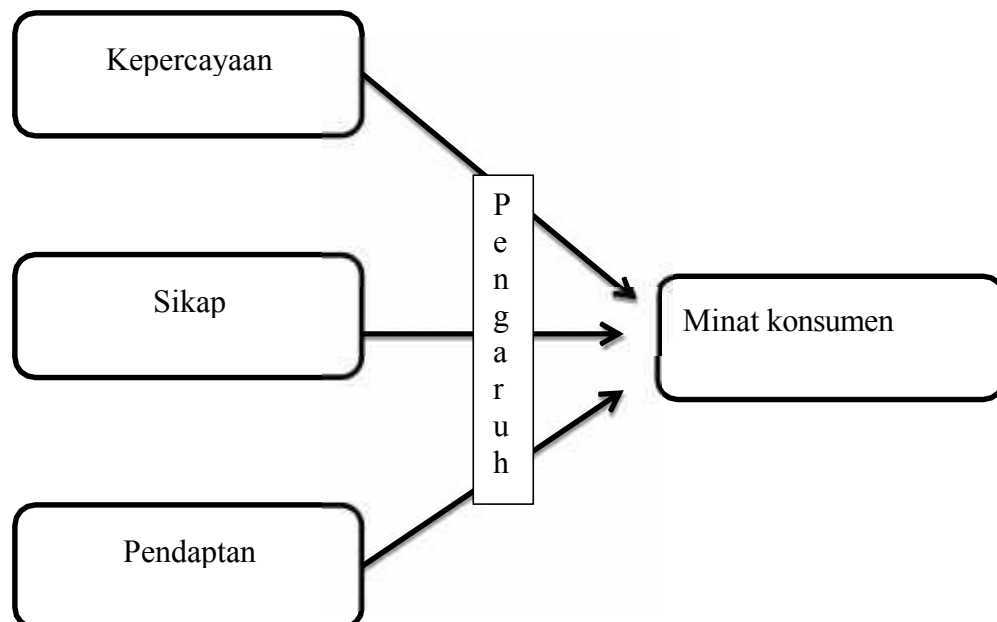 Kepercayaan
Sikap
Pendaptan
P
e
n
g
a
r
u
h
Minat konsumen